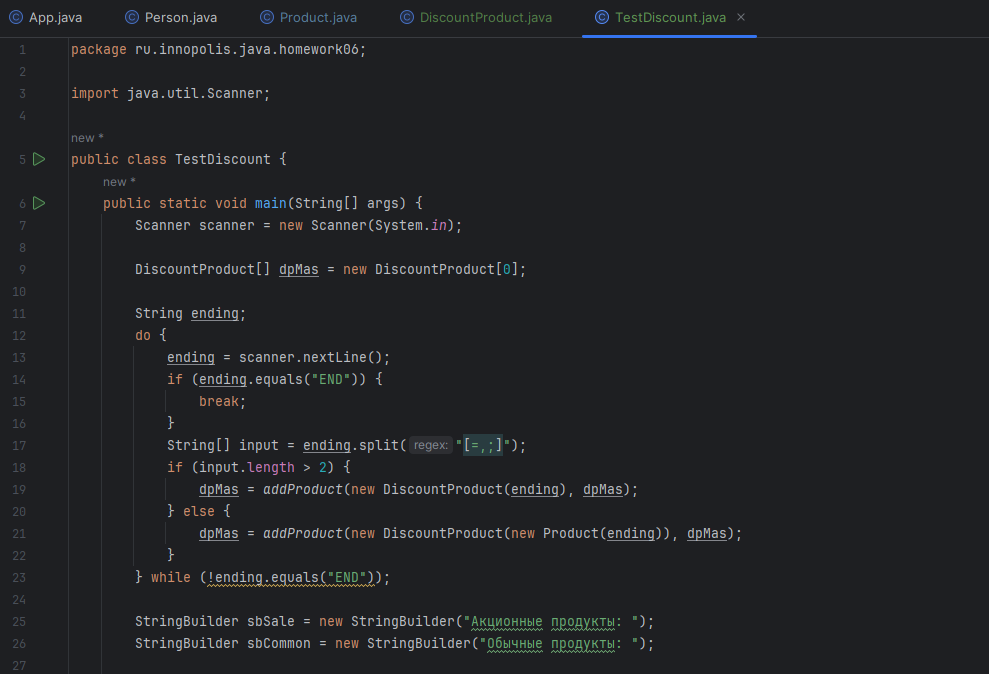 App.java Person.java Product.java DiscountProduct.java TestDiscount.java ×
1 package ru.innopolis.java.homework06;
2
3 import java.util.Scanner;
4
new *
5 public class TestDiscount {
new *
6 public static void main(String[] args) {
7 Scanner scanner = new Scanner(System.in);
8
9 DiscountProduct[] dpMas = new DiscountProduct[0];
10
11 String ending;
12 do {
13 ending = scanner.nextLine();
14 if (ending.equals("END")) {
15 break;
16 }
17 String[] input = ending.split( regex: "[=,;]");
18 if (input.length > 2) {
19 dpMas = addProduct(new DiscountProduct(ending), dpMas);
20 } else {
21 dpMas = addProduct(new DiscountProduct(new Product(ending)), dpMas);
22 }
23 } while (!ending.equals("END"));
24
25 StringBuilder sbSale = new StringBuilder("Акционные продукты: ");
26 StringBuilder sbCommon = new StringBuilder("Обычные продукты: ");
27